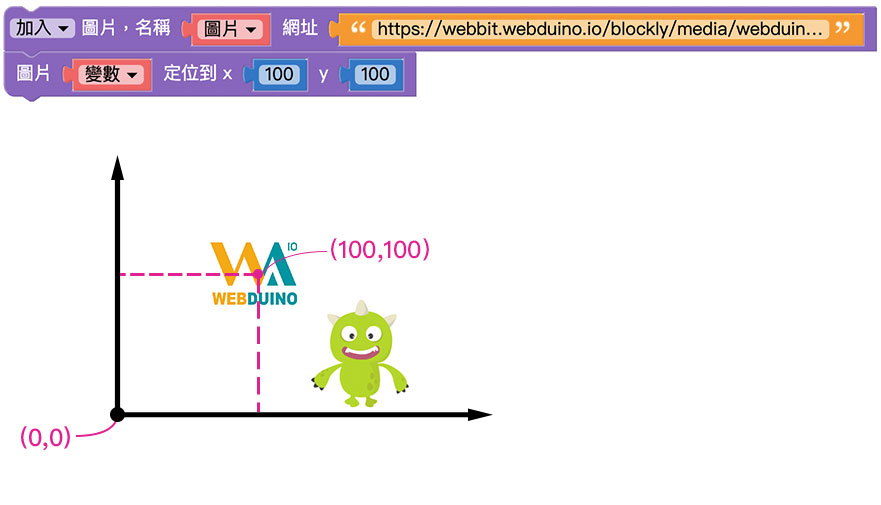 加入 圖片，名稱 圖片 網址 “ https://webbit.webduino.io/blockly/media/webduin... ”
圖片 變數 定位到 x 100 y 100
IO
WA
(100,100)
WEBDUINO
(0,0)